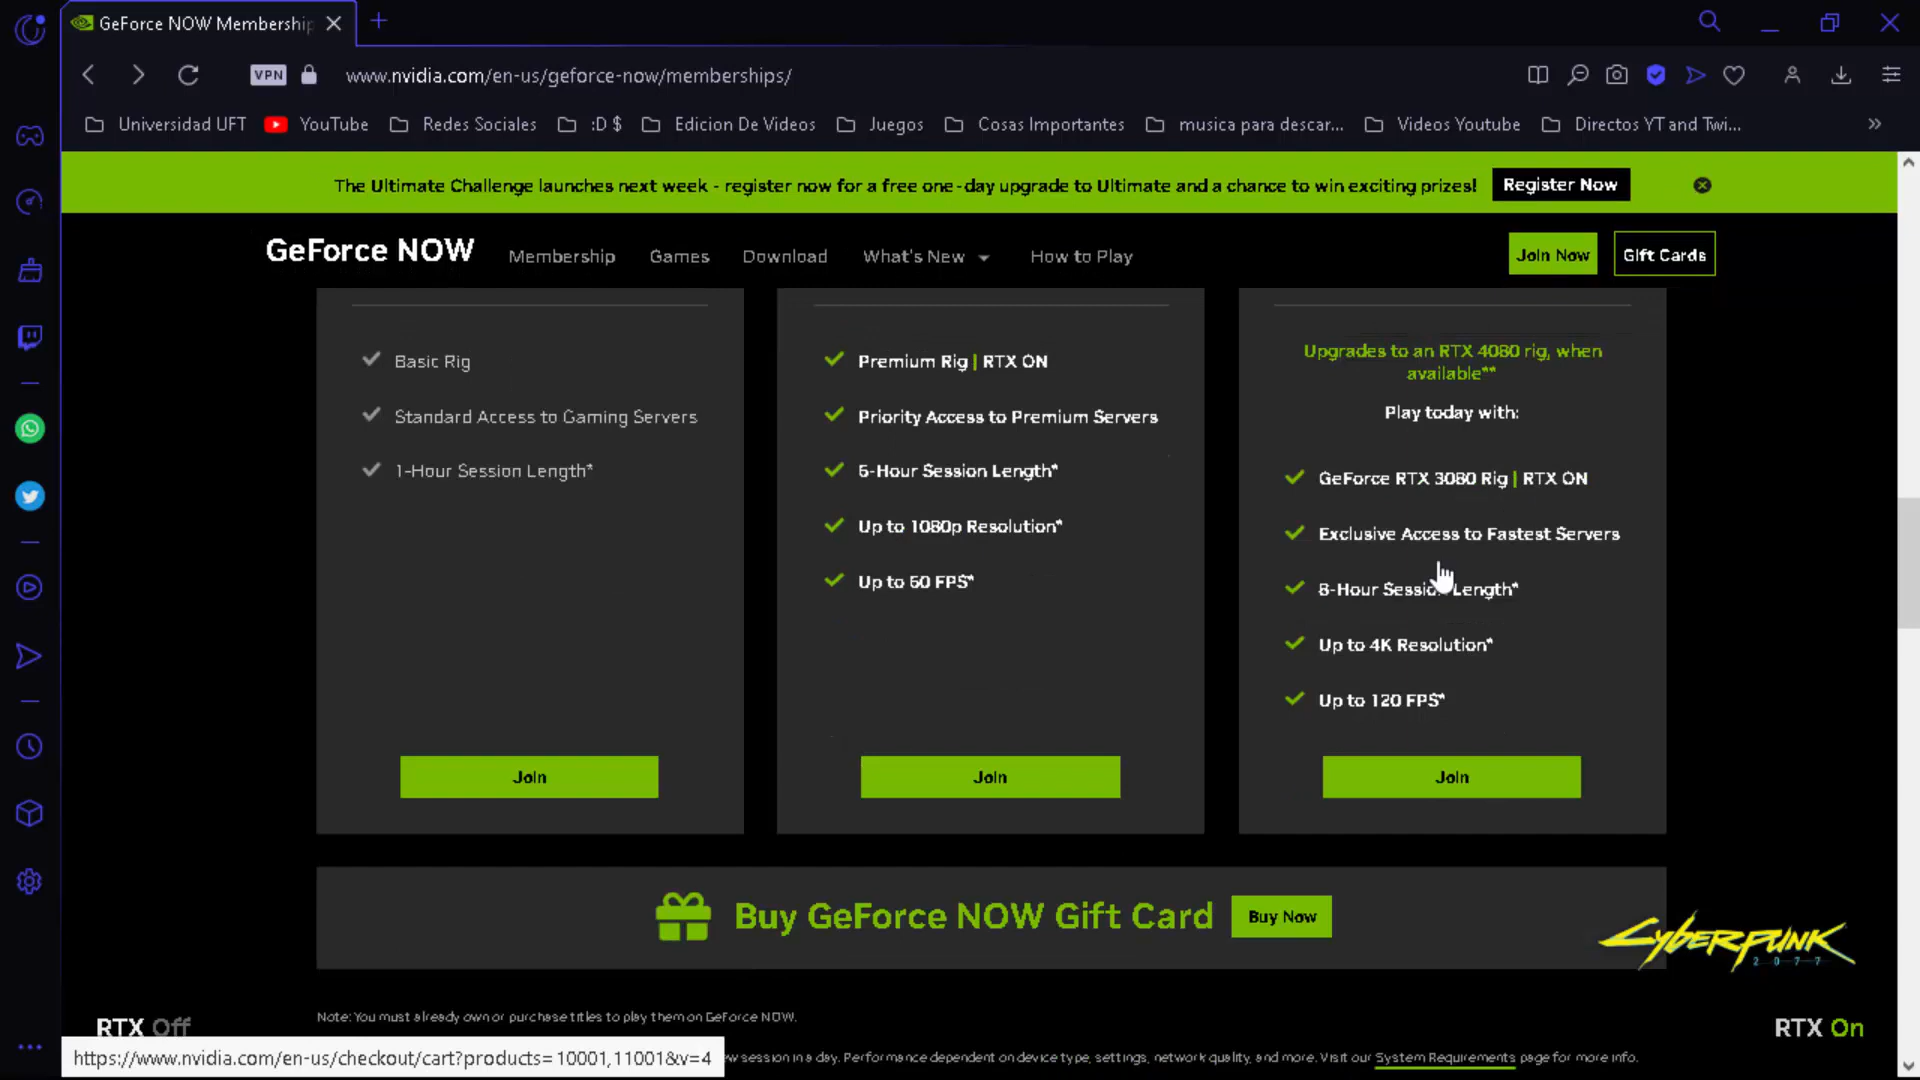 GeForce NOW Membership
VPN www.nvidia.com/en-us/geforce-now/memberships/
Universidad UFT YouTube Redes Sociales :D $ Edicion De Videos Juegos Cosas Importantes musica para descar... Videos Youtube Directos YT and Twi...
The Ultimate Challenge launches next week - register now for a free one-day upgrade to Ultimate and a chance to win exciting prizes! Register Now
GeForce NOW Membership Games Download What's New How to Play Join Now Gift Cards
Basic Rig
Standard Access to Gaming Servers
1-Hour Session Length*
Join
Premium Rig | RTX ON
Priority Access to Premium Servers
6-Hour Session Length*
Up to 1080p Resolution*
Up to 60 FPS*
Join
Upgrades to an RTX 4080 rig, when
available**
Play today with:
GeForce RTX 3080 Rig | RTX ON
Exclusive Access to Fastest Servers
8-Hour Session Length*
Up to 4K Resolution*
Up to 120 FPS*
Join
Buy GeForce NOW Gift Card Buy Now
CYBERPUNK
2077
Note: You must already own or purchase titles to play them on GeForce NOW.
RTX Off RTX On
https://www.nvidia.com/en-us/checkout/cart?products=10001,11001&v=4
session in a day. Performance dependent on device type, settings, network quality, and more. Visit our System Requirements page for more info.